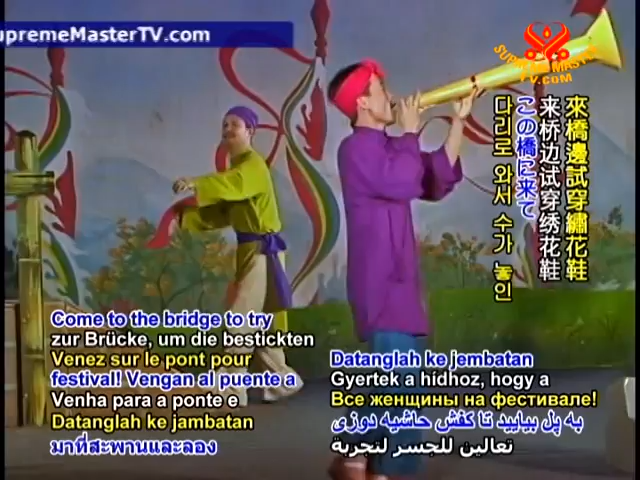 upremeMasterTV.com
SUPREME MASTER
TV.COM
來橋邊試穿繡花鞋
来桥边试穿绣花鞋
この橋に来て
다리로 와서 수가 놓인
Come to the bridge to try
zur Brücke, um die bestickten
Venez sur le pont pour
festival! Vengan al puente a
Venha para a ponte e
Datanglah ke jambatan
มาที่สะพานและลอง
Datanglah ke jembatan
Gyertek a hídhoz, hogy a
Все женщины на фестивале!
به پل بیایید تا کفش حاشیه دوزی
تعالين للجسر لتجربة